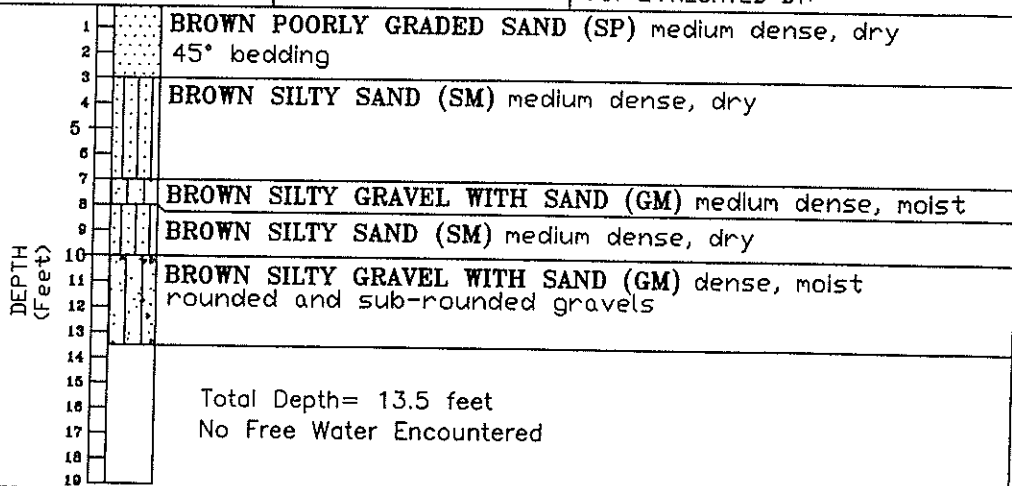 BROWN POORLY GRADED SAND (SP) medium dense, dry
45° bedding
BROWN SILTY SAND (SM) medium dense, dry
BROWN SILTY GRAVEL WITH SAND (GM) medium dense, moist
BROWN SILTY SAND (SM) medium dense, dry
BROWN SILTY GRAVEL WITH SAND (GM) dense, moist
rounded and sub-rounded gravels
Total Depth= 13.5 feet
No Free Water Encountered
DEPTH
(Feet)
1
2
3
4
5
6
7
8
9
10
11
12
13
14
15
16
17
18
19